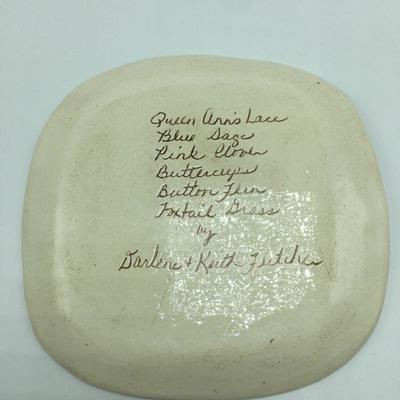 Queen Ann's Lace
Blue Sage
Pink Clover
Buttercups
Button Fern
Foxtail Grass
by
Darlene & Keith Fletcher